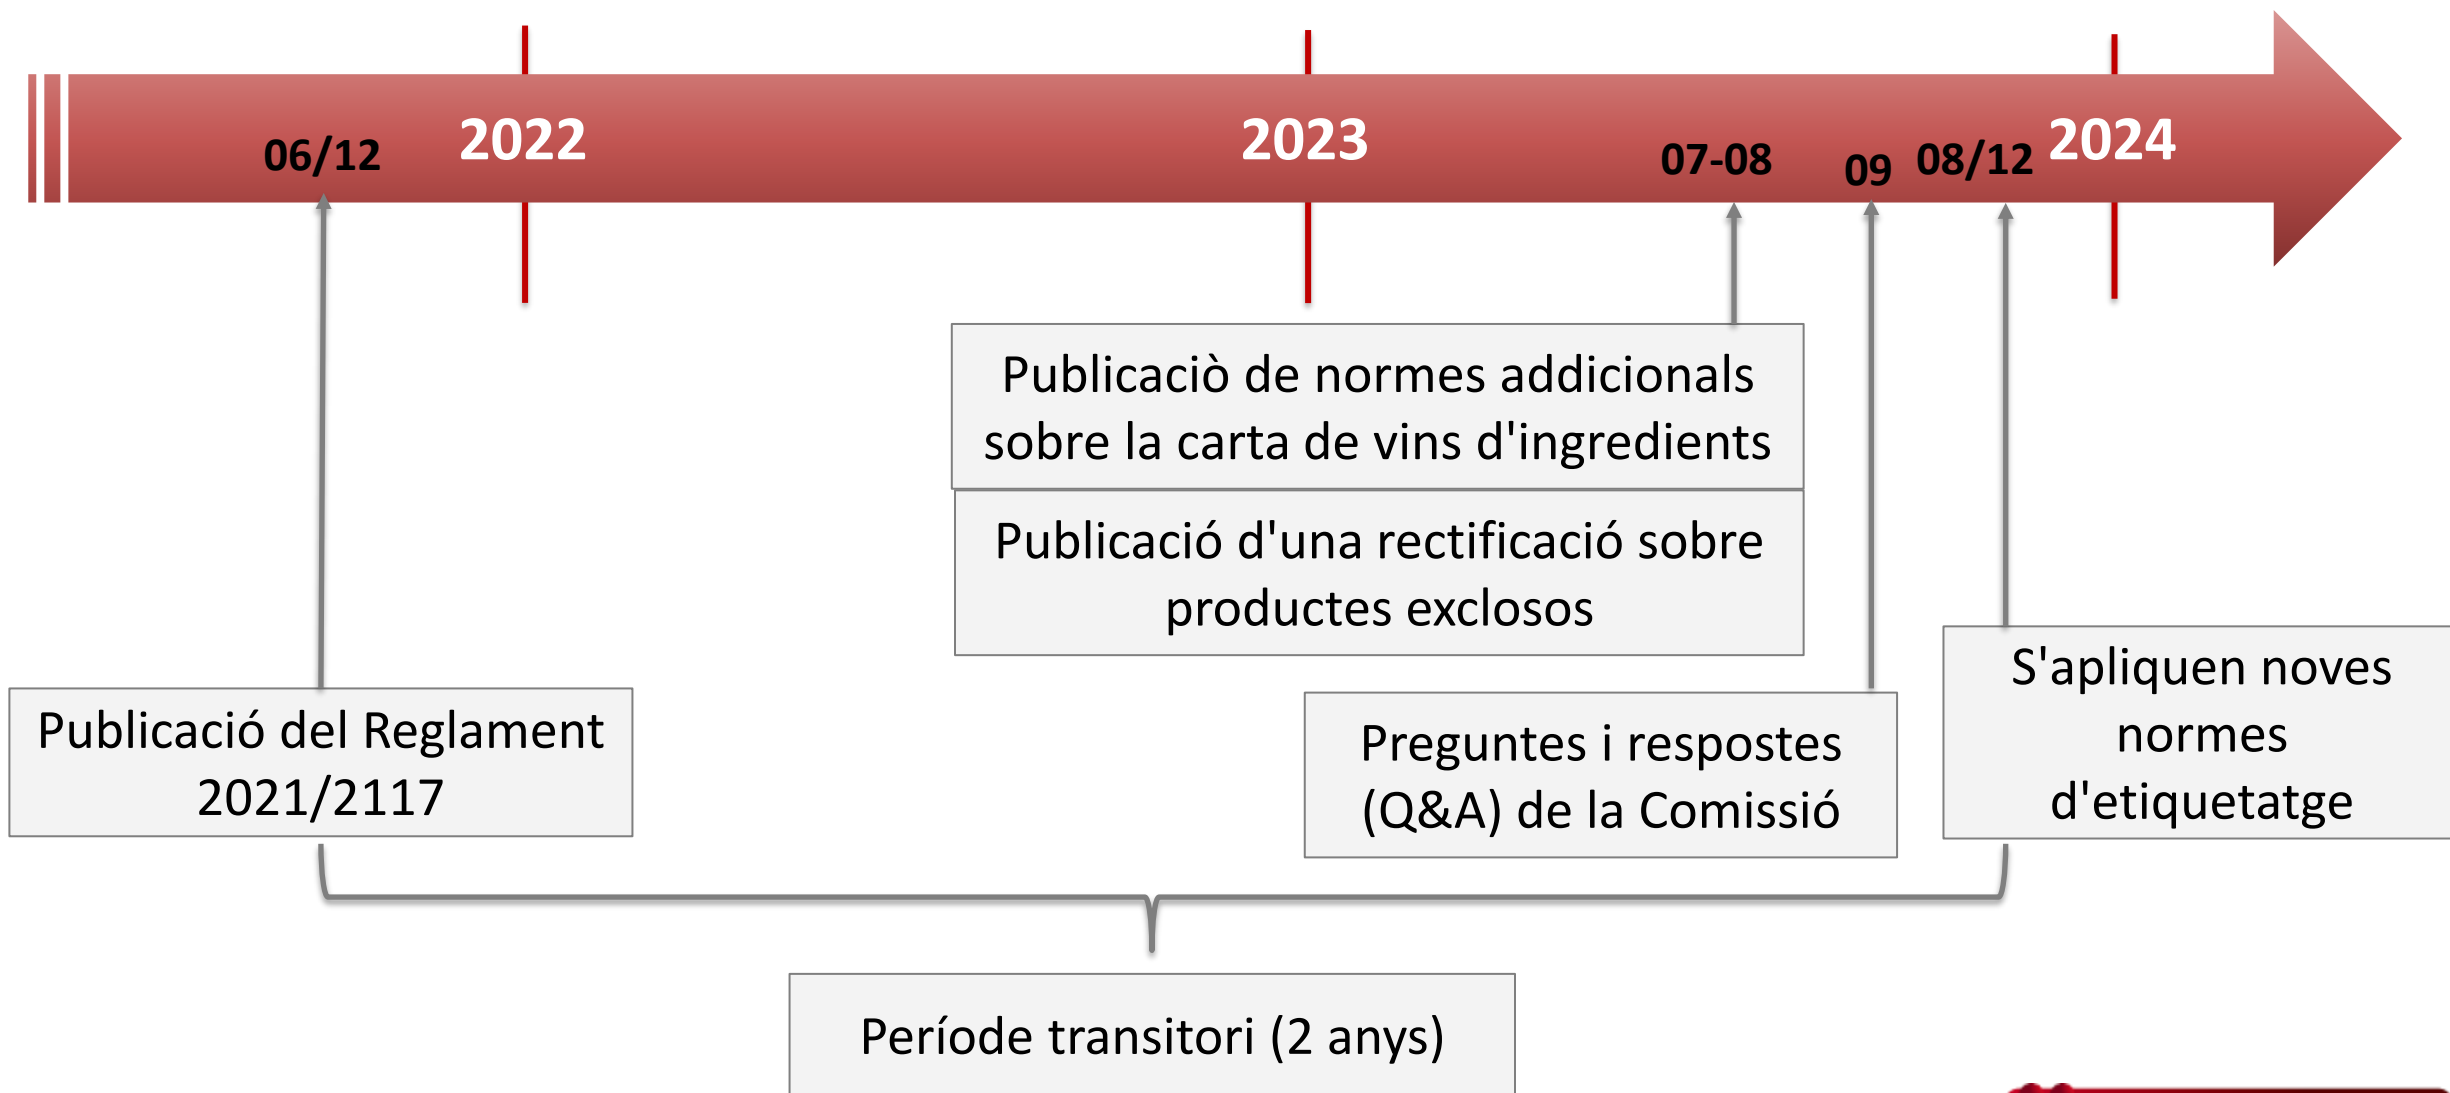 06/12
2022
2023
07-08
09
08/12
2024
Publicaciò de normes addicionals
sobre la carta de vins d'ingredients
Publicació d'una rectificació sobre
productes exclosos
Publicació del Reglament
2021/2117
Preguntes i respostes
(Q&A) de la Comissió
S'apliquen noves
normes
d'etiquetatge
Període transitori (2 anys)